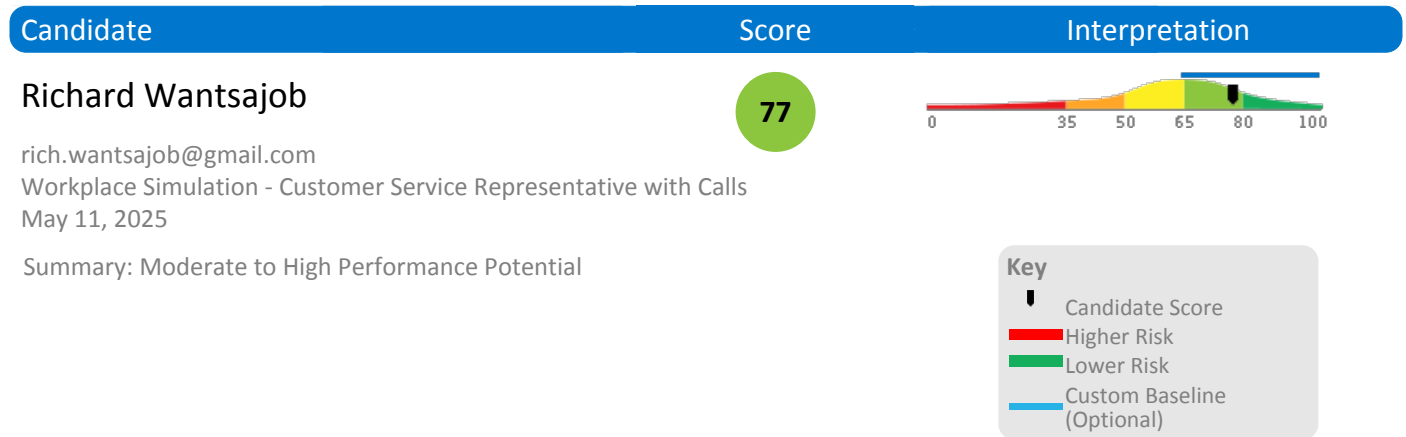 Candidate Score Interpretation
Richard Wantsajob
77
0 35 50 65 80 100
rich.wantsajob@gmail.com
Workplace Simulation - Customer Service Representative with Calls
May 11, 2025
Summary: Moderate to High Performance Potential
Key
Candidate Score
Higher Risk
Lower Risk
Custom Baseline
(Optional)